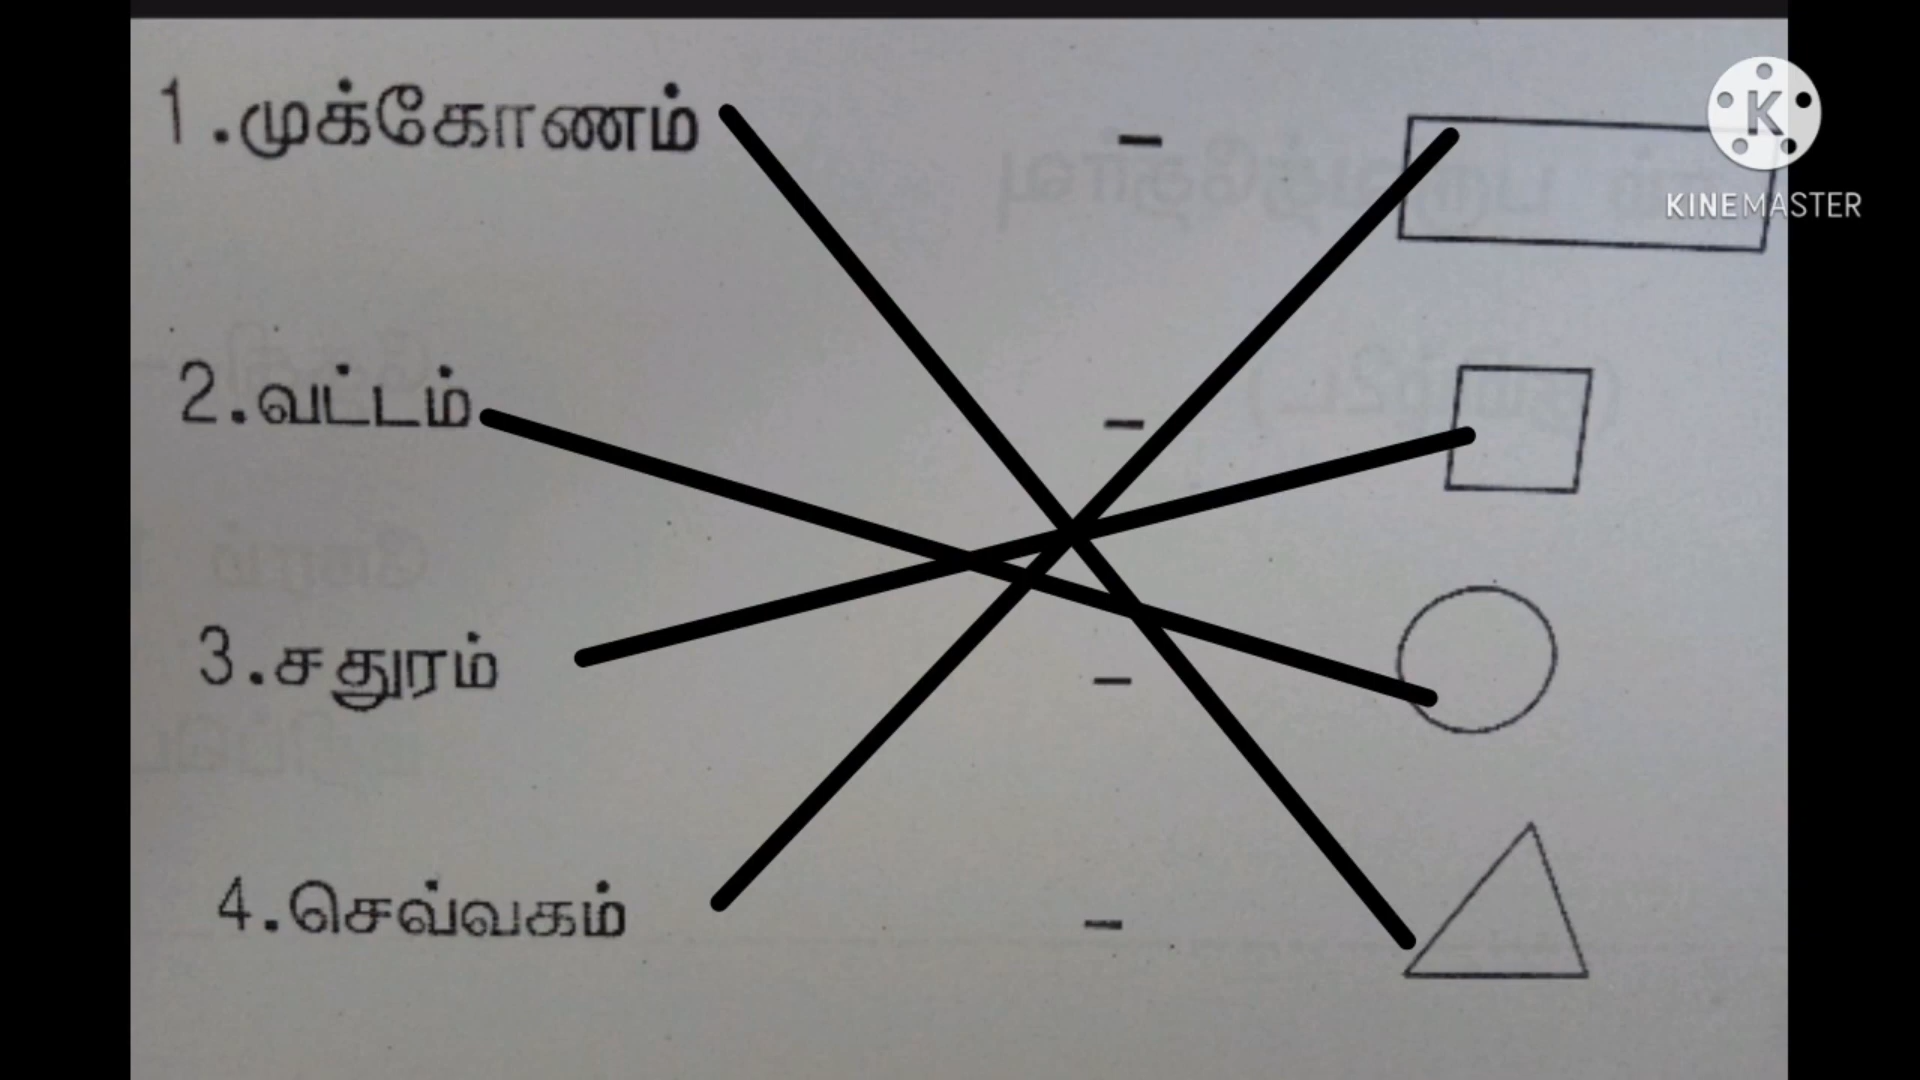 1.முக்கோணம் –
K
KINEMASTER
2.வட்டம் –
3.சதுரம் –
4.செவ்வகம் –